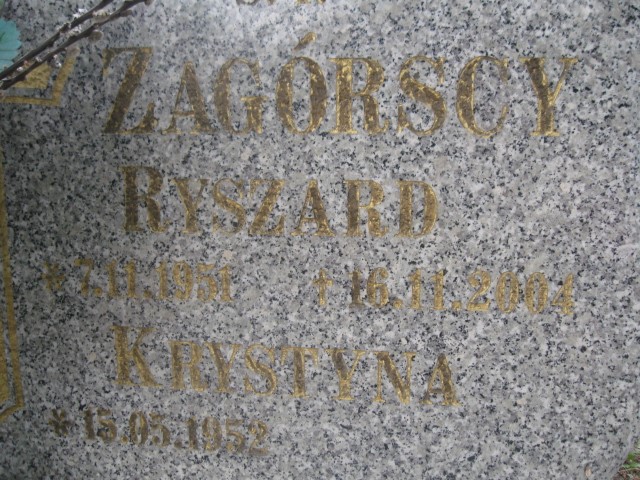 ZAGÓRSCY
RYSZARD
* 7.11.1951 † 16.11.2004
KRYSTYNA
* 15.05.1952